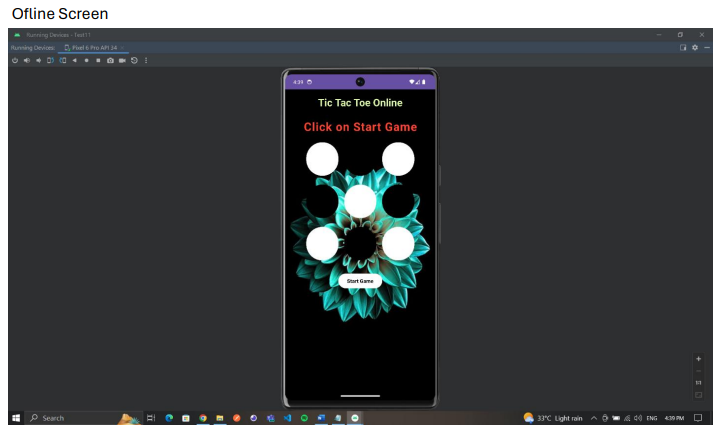 Ofline Screen
Running Devices - Test11
Running Devices: Pixel 6 Pro API 34
4:39
Tic Tac Toe Online
Click on Start Game
Start Game
1:1
Search
33°C Light rain
ENG
4:39 PM